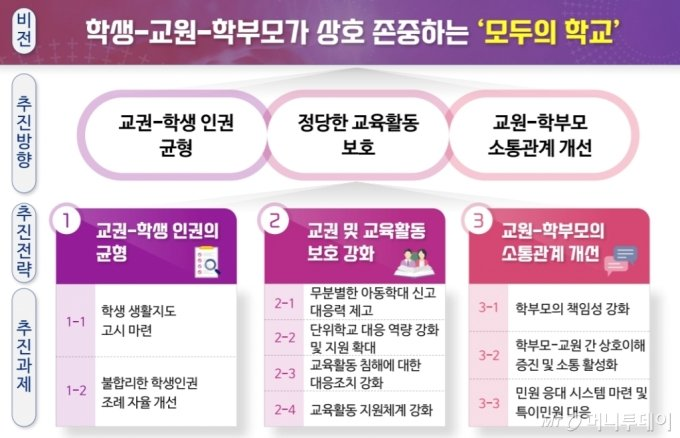 비전
학생-교원-학부모가 상호 존중하는 ‘모두의 학교’
추진방향
교권-학생 인권
균형
정당한 교육활동
보호
교원-학부모
소통관계 개선
추진전략
1
교권-학생 인권의
균형
2
교권 및 교육활동
보호 강화
3
교원-학부모의
소통관계 개선
추진과제
1-1
학생 생활지도
고시 마련
1-2
불합리한 학생인권
조례 자율 개선
2-1
무분별한 아동학대 신고
대응력 제고
2-2
단위학교 대응 역량 강화
및 지원 확대
2-3
교육활동 침해에 대한
대응조치 강화
2-4
교육활동 지원체계 강화
3-1
학부모의 책임성 강화
3-2
학부모-교원 간 상호이해
증진 및 소통 활성화
3-3
민원 응대 시스템 마련 및
특이민원 대응
머니투데이